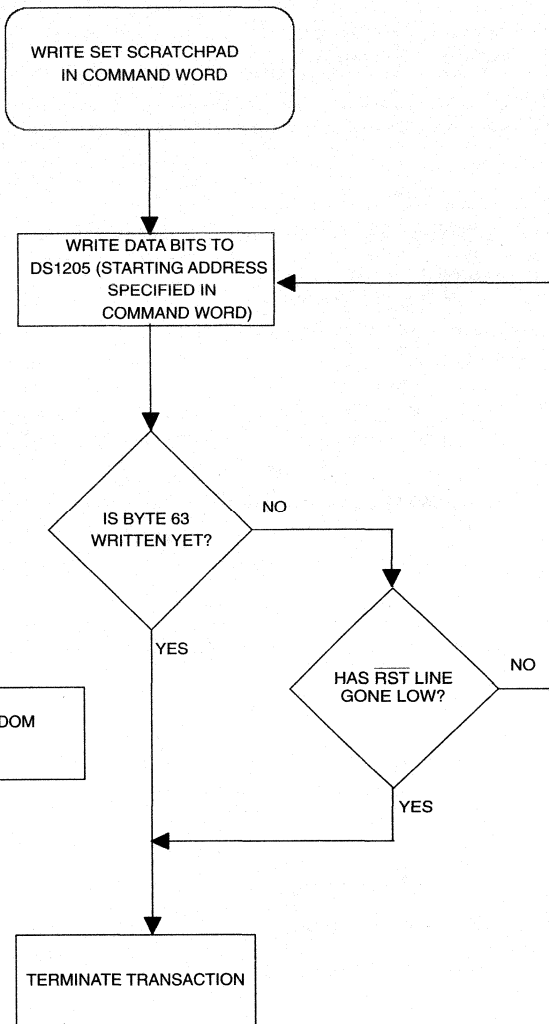 WRITE SET SCRATCHPAD
IN COMMAND WORD
WRITE DATA BITS TO
DS1205 (STARTING ADDRESS
SPECIFIED IN
COMMAND WORD)
IS BYTE 63
WRITTEN YET?
NO
YES
HAS RST LINE
GONE LOW?
NO
YES
DOM
TERMINATE TRANSACTION